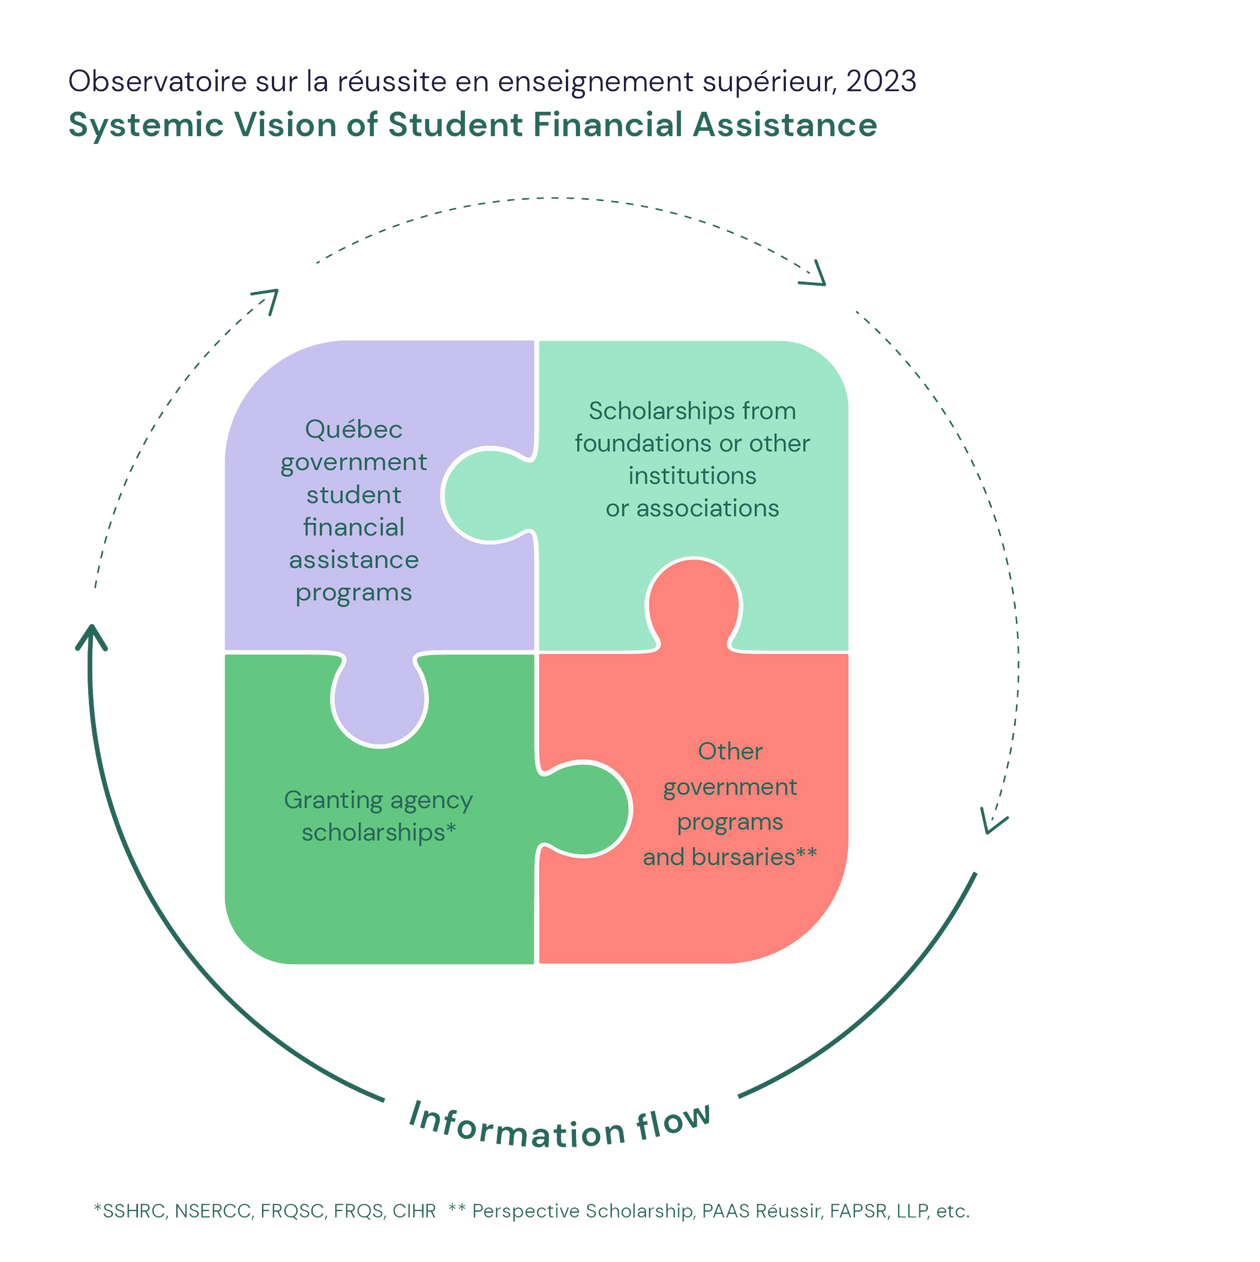 Observatoire sur la réussite en enseignement supérieur, 2023
Systemic Vision of Student Financial Assistance
Québec
government
student
financial
assistance
programs
Scholarships from
foundations or other
institutions
or associations
Granting agency
scholarships*
Other
government
programs
and bursaries**
Information flow
*SSHRC, NSERCC, FRQSC, FRQS, CIHR ** Perspective Scholarship, PAAS Réussir, FAPSR, LLP, etc.